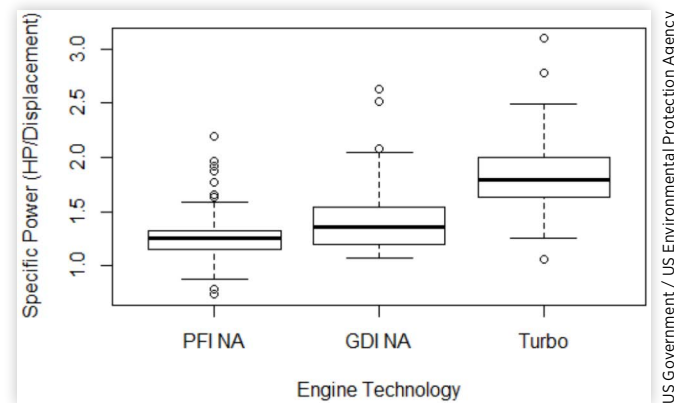 Specific Power (HP/Displacement)
3.0
2.5
2.0
1.5
1.0
PFI NA
GDI NA
Turbo
Engine Technology
US Government / US Environmental Protection Agency